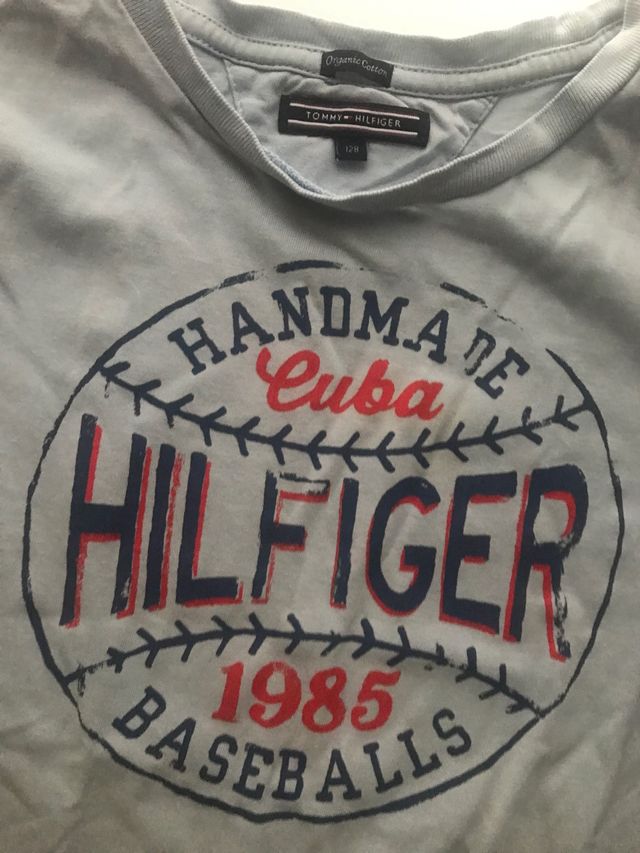 Organic Cotton
TOMMY HILFIGER
128
HANDMADE
Cuba
HILFIGER
1985
BASEBALLS